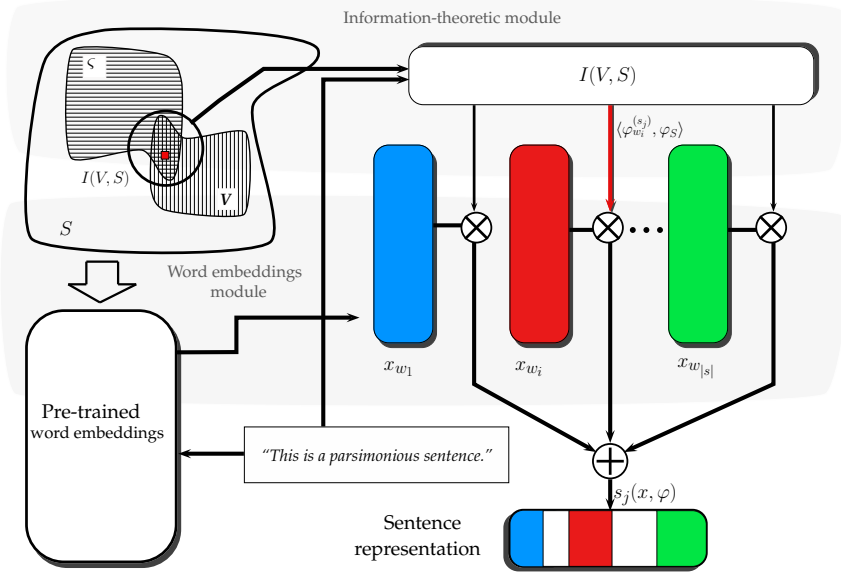 Information-theoretic module
ς
I(V, S)
⟨φ_{w_i}^{(s_j)}, φ_S⟩
I(V, S)
V
S
Word embeddings
module
x_{w_1}
x_{w_i}
x_{w_{|s|}}
Pre-trained
word embeddings
“This is a parsimonious sentence.”
s_j(x, φ)
Sentence
representation